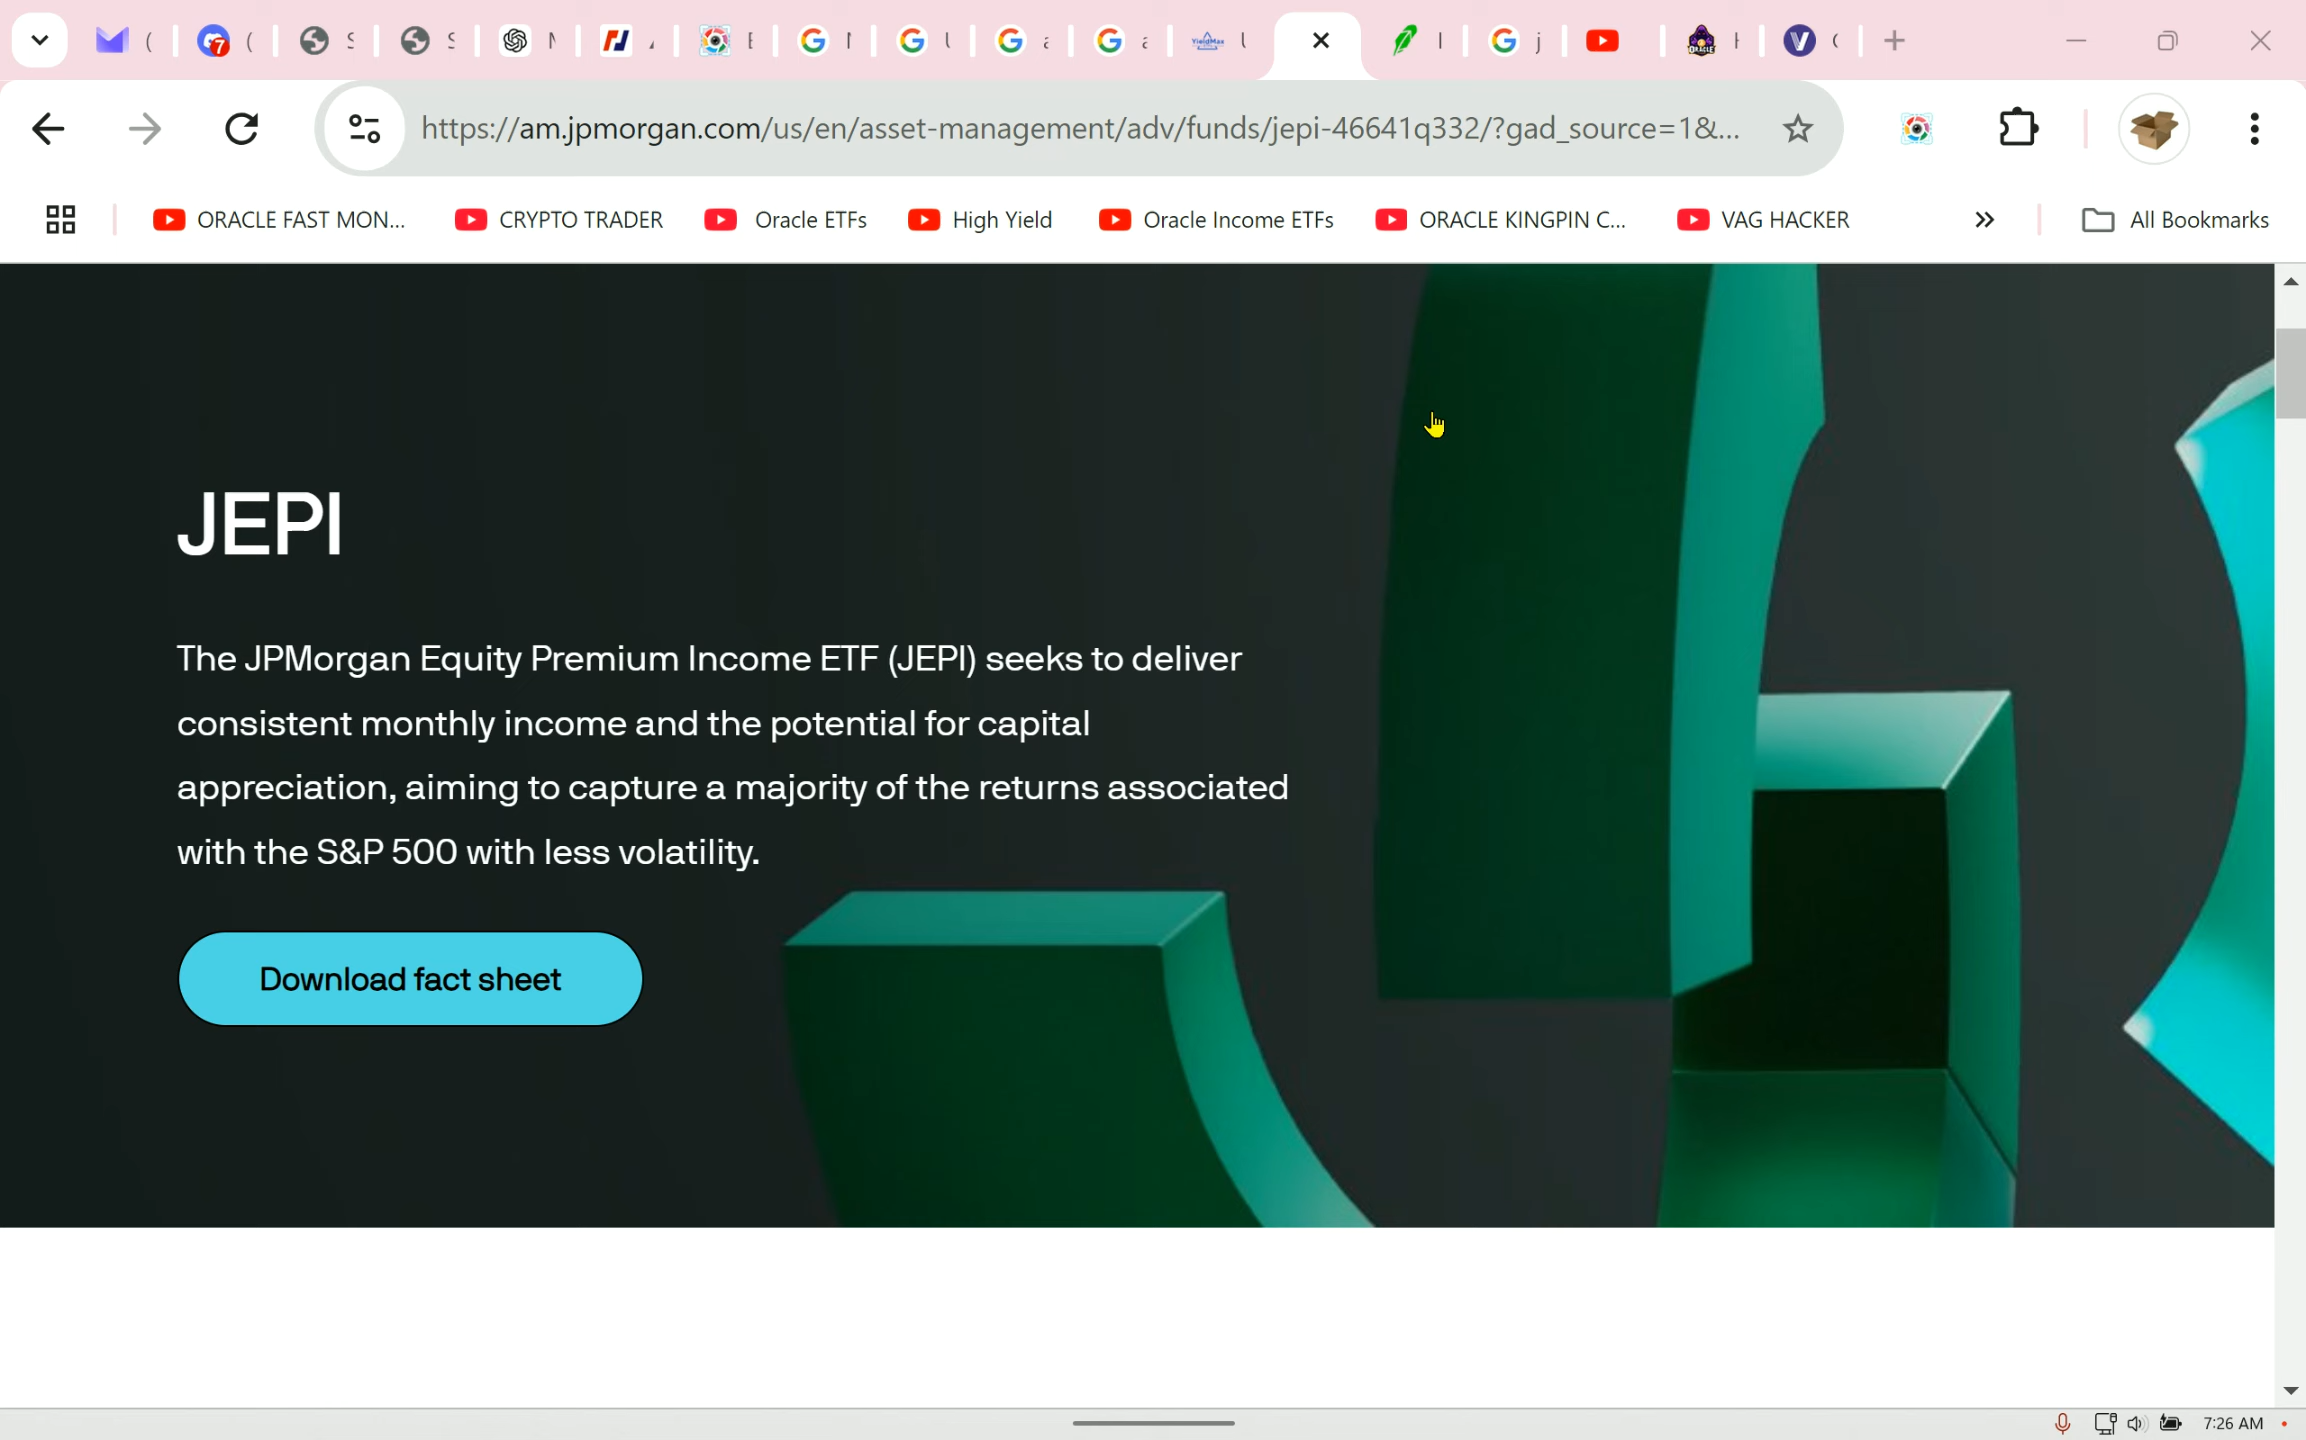 7
YieldMax
ORACLE
https://am.jpmorgan.com/us/en/asset-management/adv/funds/jepi-46641q332/?gad_source=1&...
ORACLE FAST MON...
CRYPTO TRADER
Oracle ETFs
High Yield
Oracle Income ETFs
ORACLE KINGPIN C...
VAG HACKER
All Bookmarks
JEPI
The JPMorgan Equity Premium Income ETF (JEPI) seeks to deliver
consistent monthly income and the potential for capital
appreciation, aiming to capture a majority of the returns associated
with the S&P 500 with less volatility.
Download fact sheet
7:26 AM